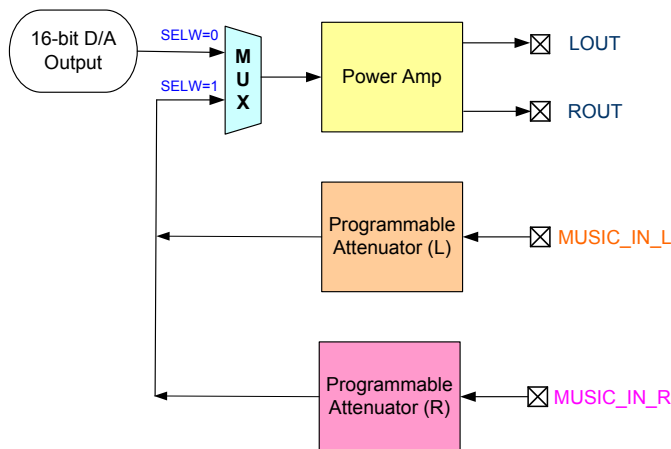 16-bit D/A
Output
SELW=0
SELW=1
M
U
X
Power Amp
LOUT
ROUT
Programmable
Attenuator (L)
MUSIC_IN_L
Programmable
Attenuator (R)
MUSIC_IN_R